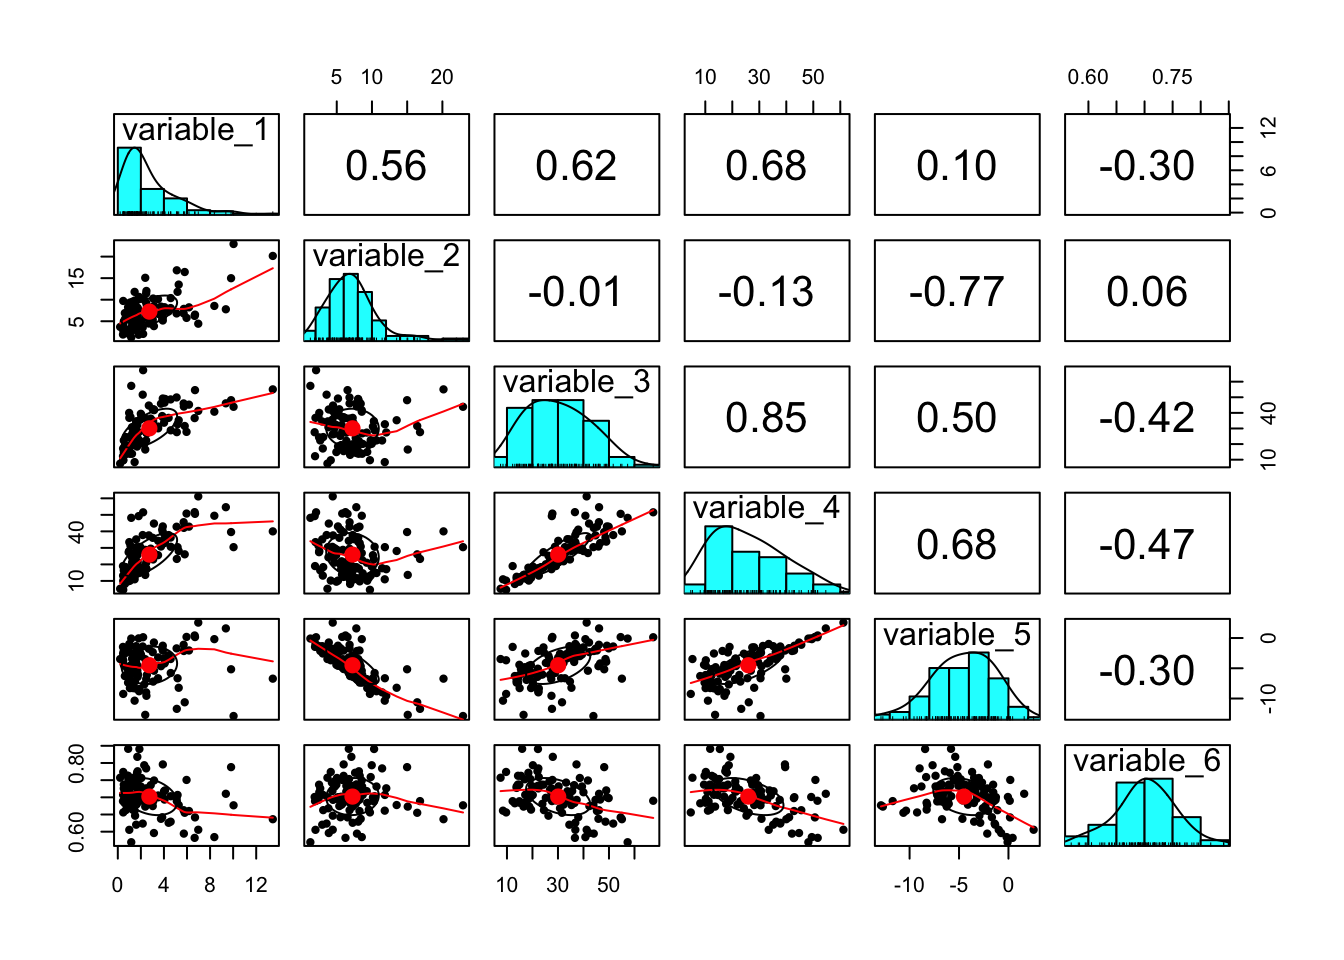 5 10 20 10 30 50 0.60 0.75
variable_1 0.56 0.62 0.68 0.10 -0.30 0 6 12
5 15 variable_2 -0.01 -0.13 -0.77 0.06
variable_3 0.85 0.50 -0.42 10 40
10 40 variable_4 0.68 -0.47
variable_5 -0.30 -10 0
0.60 0.80 variable_6
0 4 8 12 10 30 50 -10 -5 0